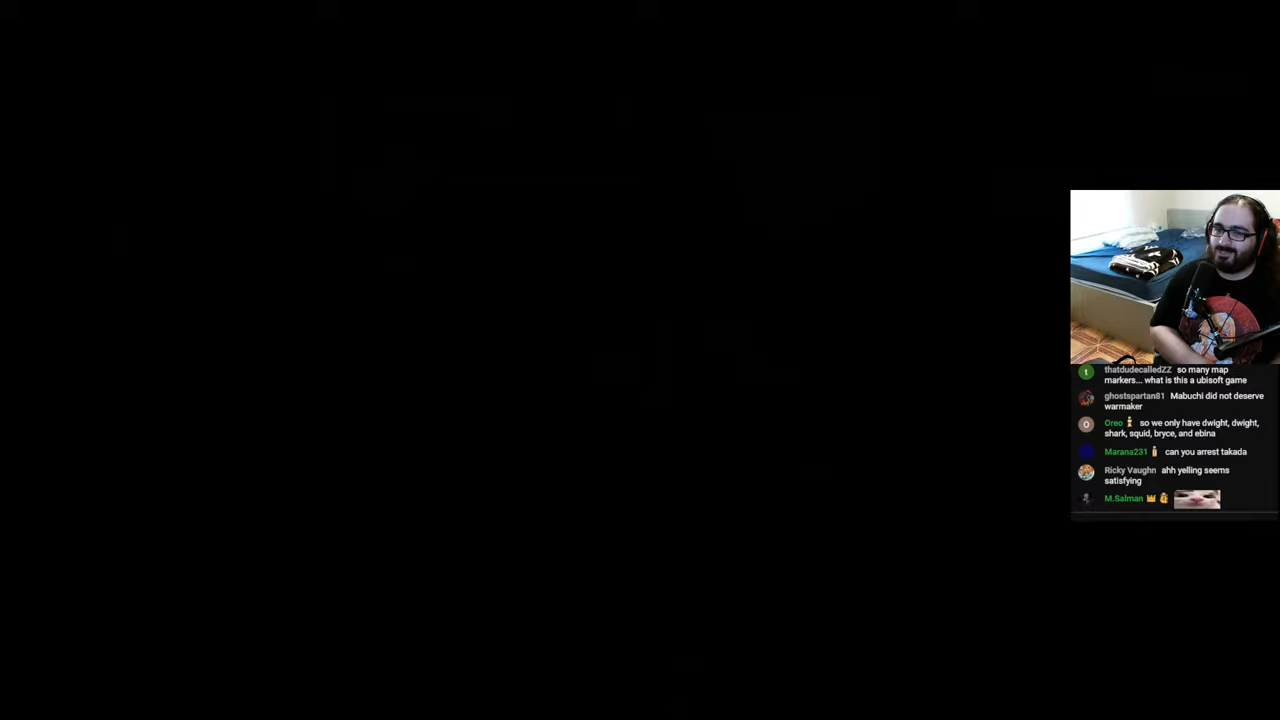 t thatdudecalledZZ so many map
markers... what is this a ubisoft game
ghostspartan81 Mabuchi did not deserve
warmaker
O Oreo so we only have dwight, dwight,
shark, squid, bryce, and ebina
Marana231 can you arrest takada
Ricky Vaughn ahh yelling seems
satisfying
M.Salman